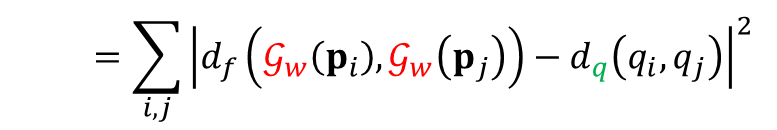 = ∑_{i,j} |d_f(𝒢_w(𝐩_i),𝒢_w(𝐩_j)) − d_q(q_i,q_j)|²